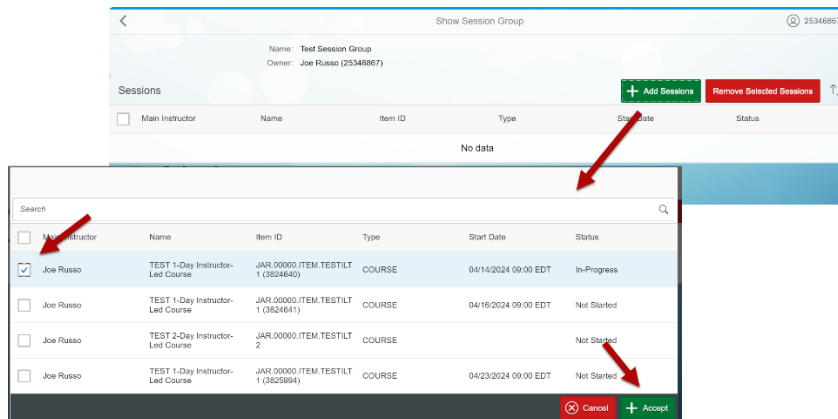 Show Session Group
2534686
Name: Test Session Group
Owner: Joe Russo (25346867)
Sessions
Add Sessions
Remove Selected Sessions
Main Instructor Name Item ID Type Start Date Status
No data
Search
Main Instructor Name Item ID Type Start Date Status
Joe Russo
TEST 1-Day Instructor-
Led Course
JAR.00000.ITEM.TESTILT
1 (3824640)
COURSE
04/14/2024 09:00 EDT
In-Progress
Joe Russo
TEST 1-Day Instructor-
Led Course
JAR.00000.ITEM.TESTILT
1 (3824641)
COURSE
04/16/2024 09:00 EDT
Not Started
Joe Russo
TEST 2-Day Instructor-
Led Course
JAR.00000.ITEM.TESTILT
2
COURSE
Not Started
Joe Russo
TEST 1-Day Instructor-
Led Course
JAR.00000.ITEM.TESTILT
1 (3825994)
COURSE
04/23/2024 09:00 EDT
Not Started
Cancel
Accept